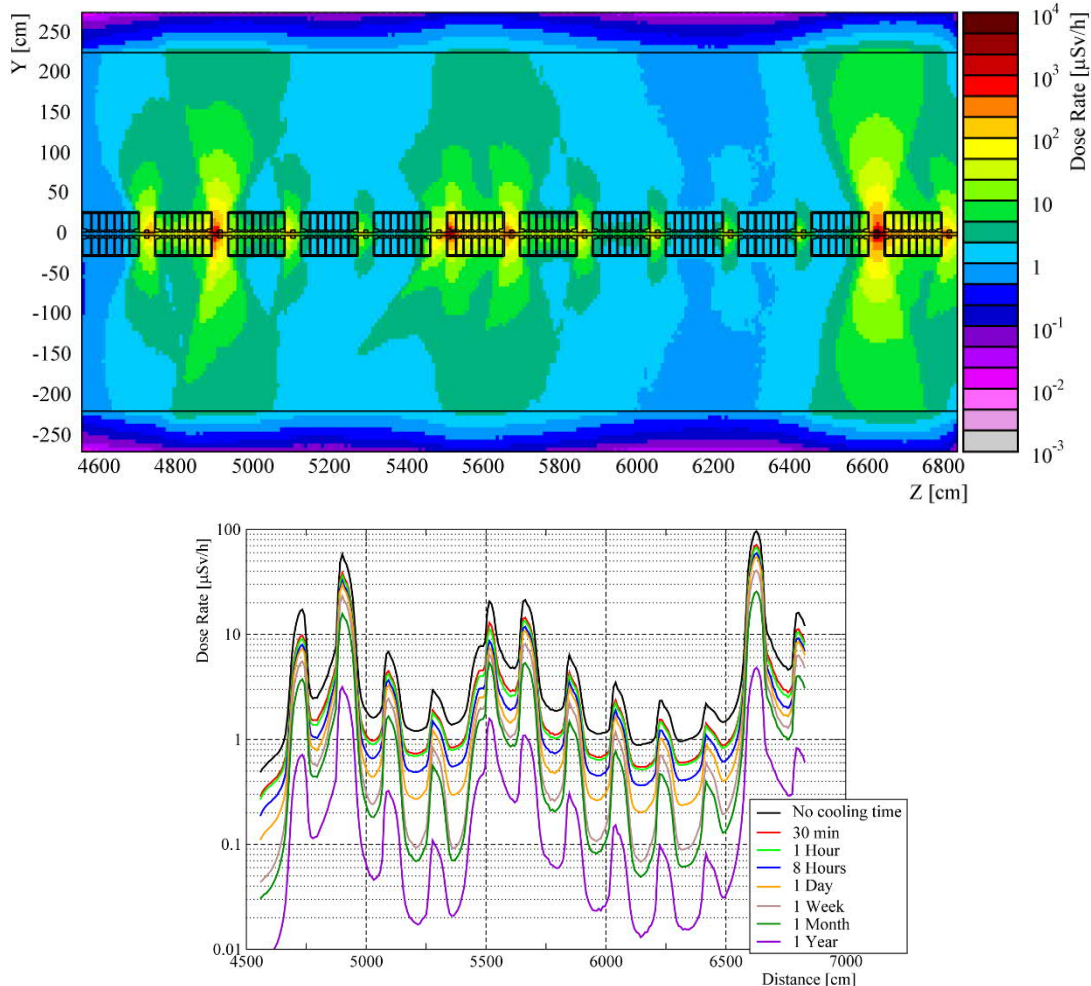 Y [cm]
250
200
150
100
50
0
-50
-100
-150
-200
-250
4600 4800 5000 5200 5400 5600 5800 6000 6200 6400 6600 6800
Z [cm]
10^4
10^3
10^2
10
1
10^-1
10^-2
10^-3
Dose Rate [µSv/h]
Dose Rate [µSv/h]
100
10
1
0.1
0.01
4500 5000 5500 6000 6500 7000
Distance [cm]
No cooling time
30 min
1 Hour
8 Hours
1 Day
1 Week
1 Month
1 Year